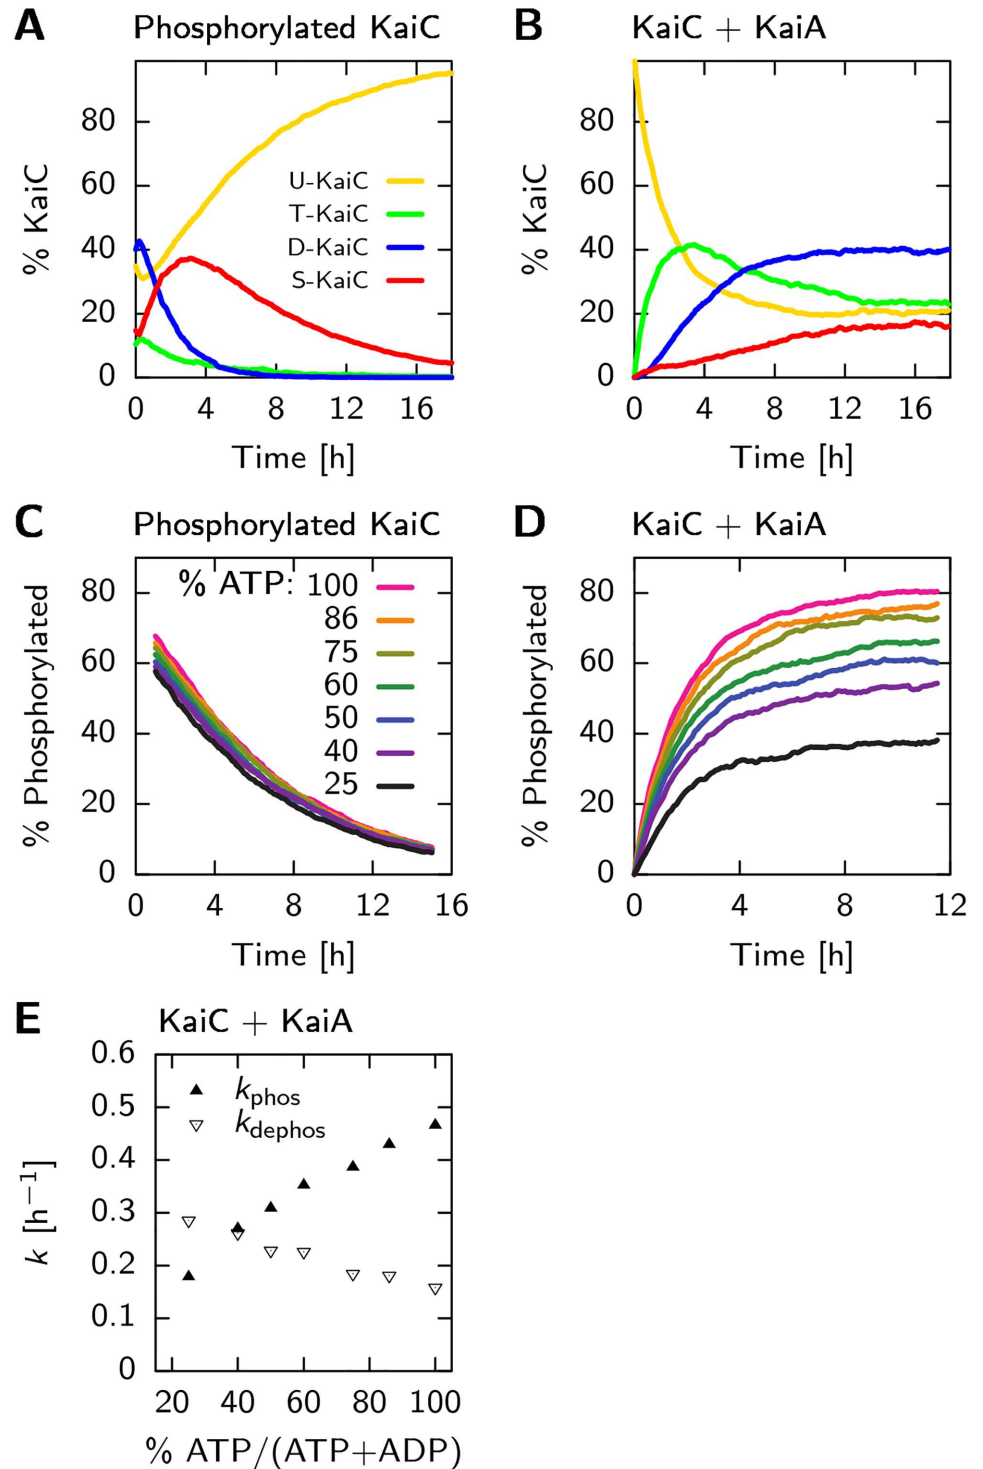 A Phosphorylated KaiC
% KaiC
80
60
40
20
0
U-KaiC
T-KaiC
D-KaiC
S-KaiC
0 4 8 12 16
Time [h]
B KaiC + KaiA
% KaiC
80
60
40
20
0
0 4 8 12 16
Time [h]
C Phosphorylated KaiC
% Phosphorylated
80
60
40
20
0
% ATP: 100
86
75
60
50
40
25
0 4 8 12 16
Time [h]
D KaiC + KaiA
% Phosphorylated
80
60
40
20
0
0 4 8 12
Time [h]
E KaiC + KaiA
k [h⁻¹]
0.6
0.5
0.4
0.3
0.2
0.1
0
kphos
kdephos
20 40 60 80 100
% ATP/(ATP+ADP)